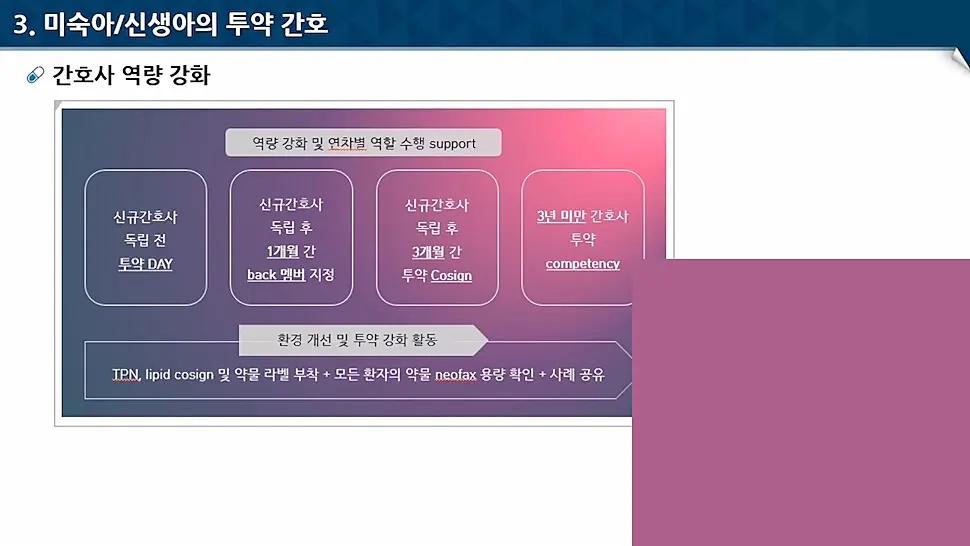 3. 미숙아/신생아의 투약 간호
간호사 역량 강화
역량 강화 및 연차별 역할 수행 support
신규간호사
독립 전
투약 DAY
신규간호사
독립 후
1개월 간
back 멤버 지정
신규간호사
독립 후
3개월 간
투약 Cosign
3년 미만 간호사
투약
competency
환경 개선 및 투약 강화 활동
TPN, lipid cosign 및 약물 라벨 부착 + 모든 환자의 약물 neofax 용량 확인 + 사례 공유